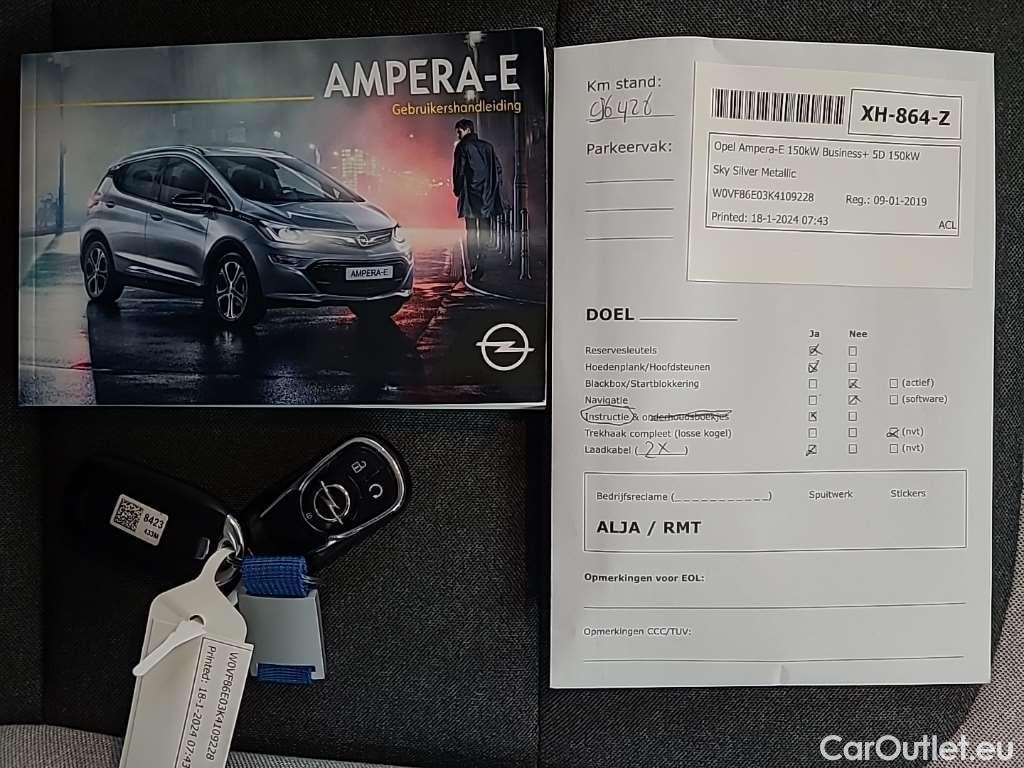 AMPERA-E
Gebruikershandleiding
AMPERA-E
8423
433M
W0VF86E03K4109228
Printed: 18-1-2024 07:43
Km stand:
96426
Parkeervak:
XH-864-Z
Opel Ampera-E 150kW Business+ 5D 150kW
Sky Silver Metallic
W0VF86E03K4109228 Reg.: 09-01-2019
Printed: 18-1-2024 07:43 ACL
DOEL
Ja Nee
Reservesleutels
Hoedenplank/Hoofdsteunen
Blackbox/Startblokkering (actief)
Navigatie (software)
Instructie & onderhoudsboekjes
Trekhaak compleet (losse kogel) (nvt)
Laadkabel ( 2X ) (nvt)
Bedrijfsreclame (___________) Spuitwerk Stickers
ALJA / RMT
Opmerkingen voor EOL:
Opmerkingen CCC/TUV:
CarOutlet.eu